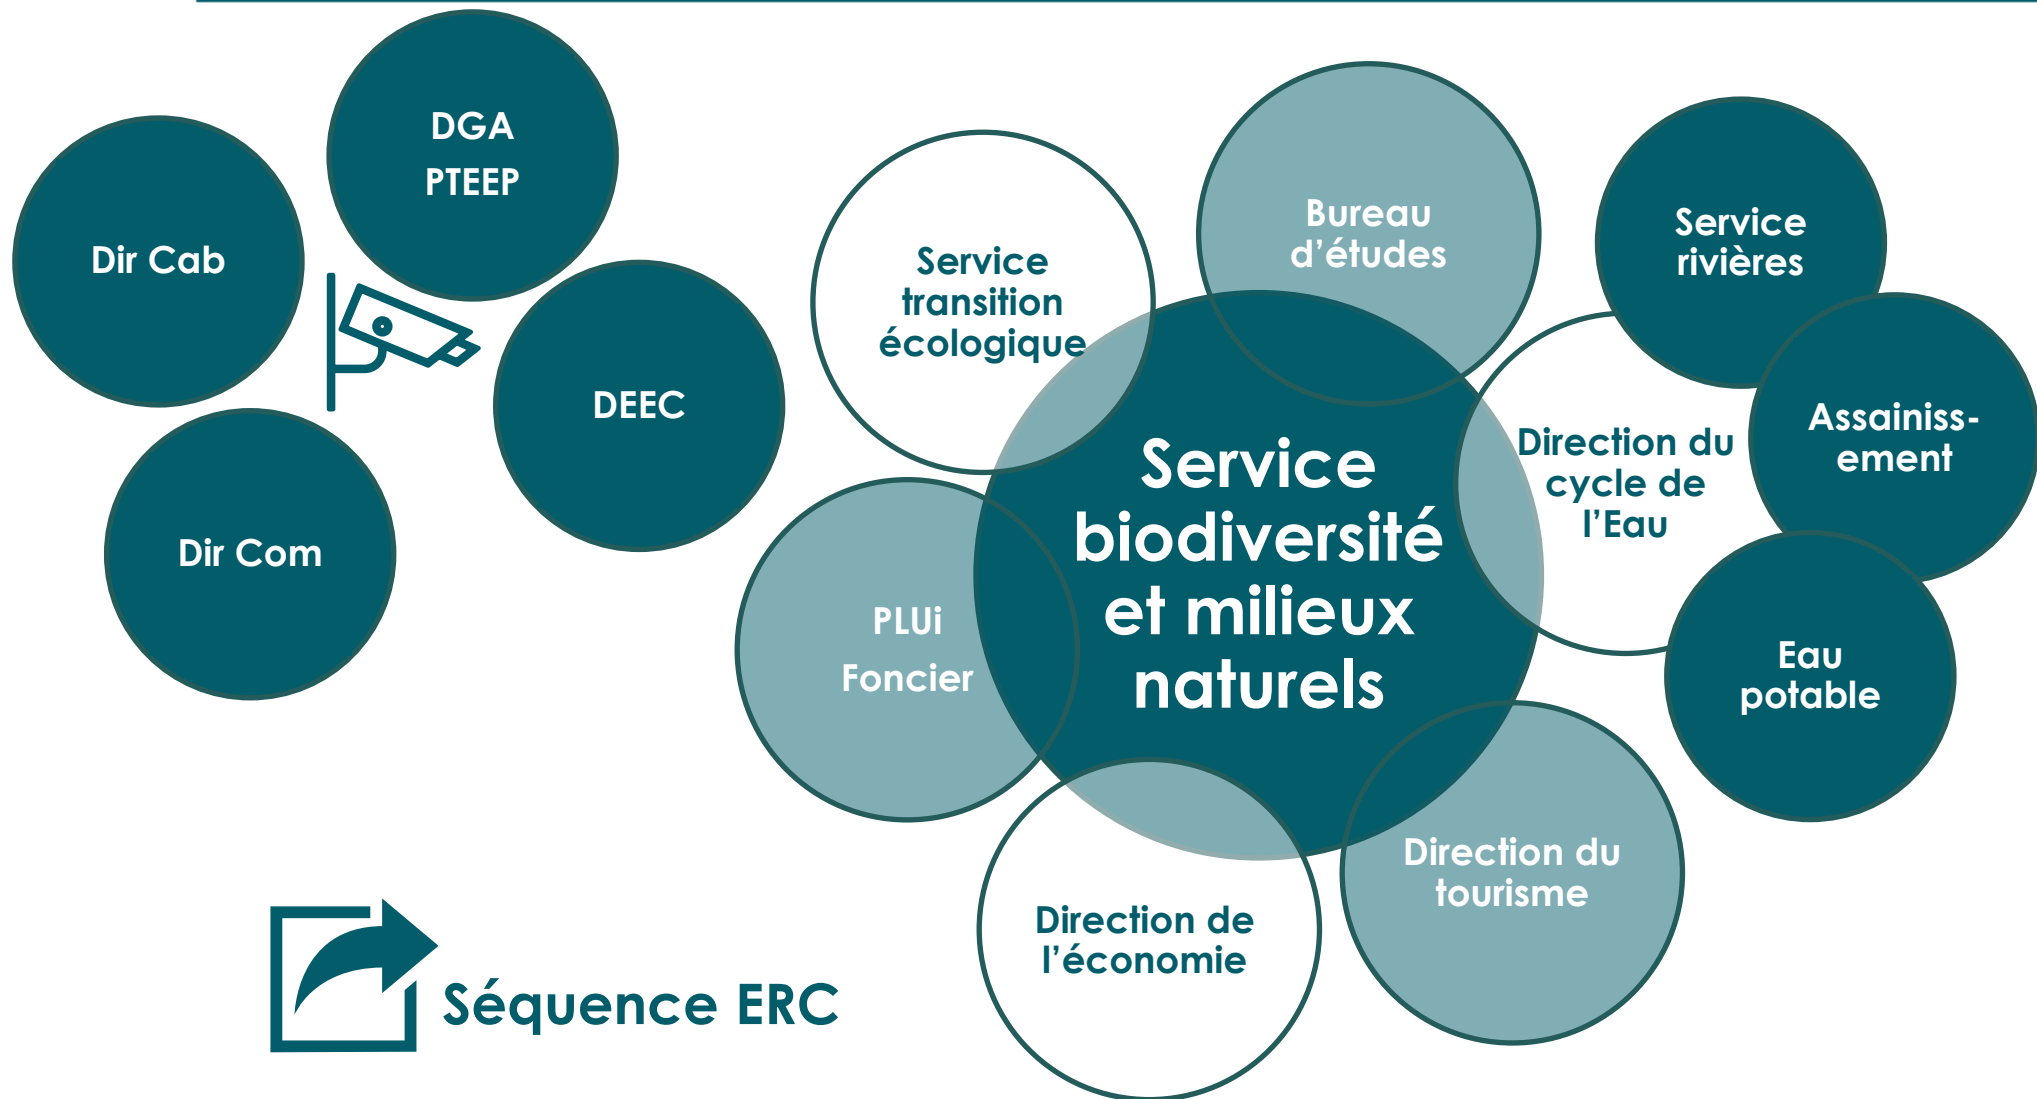 DGA
PTEEP
Dir Cab
DEEC
Dir Com
Service
transition
écologique
Bureau
d’études
Service
rivières
Assainiss-
ement
Direction du
cycle de
l’Eau
Eau
potable
Service
biodiversité
et milieux
naturels
PLUi
Foncier
Direction du
tourisme
Direction de
l’économie
Séquence ERC